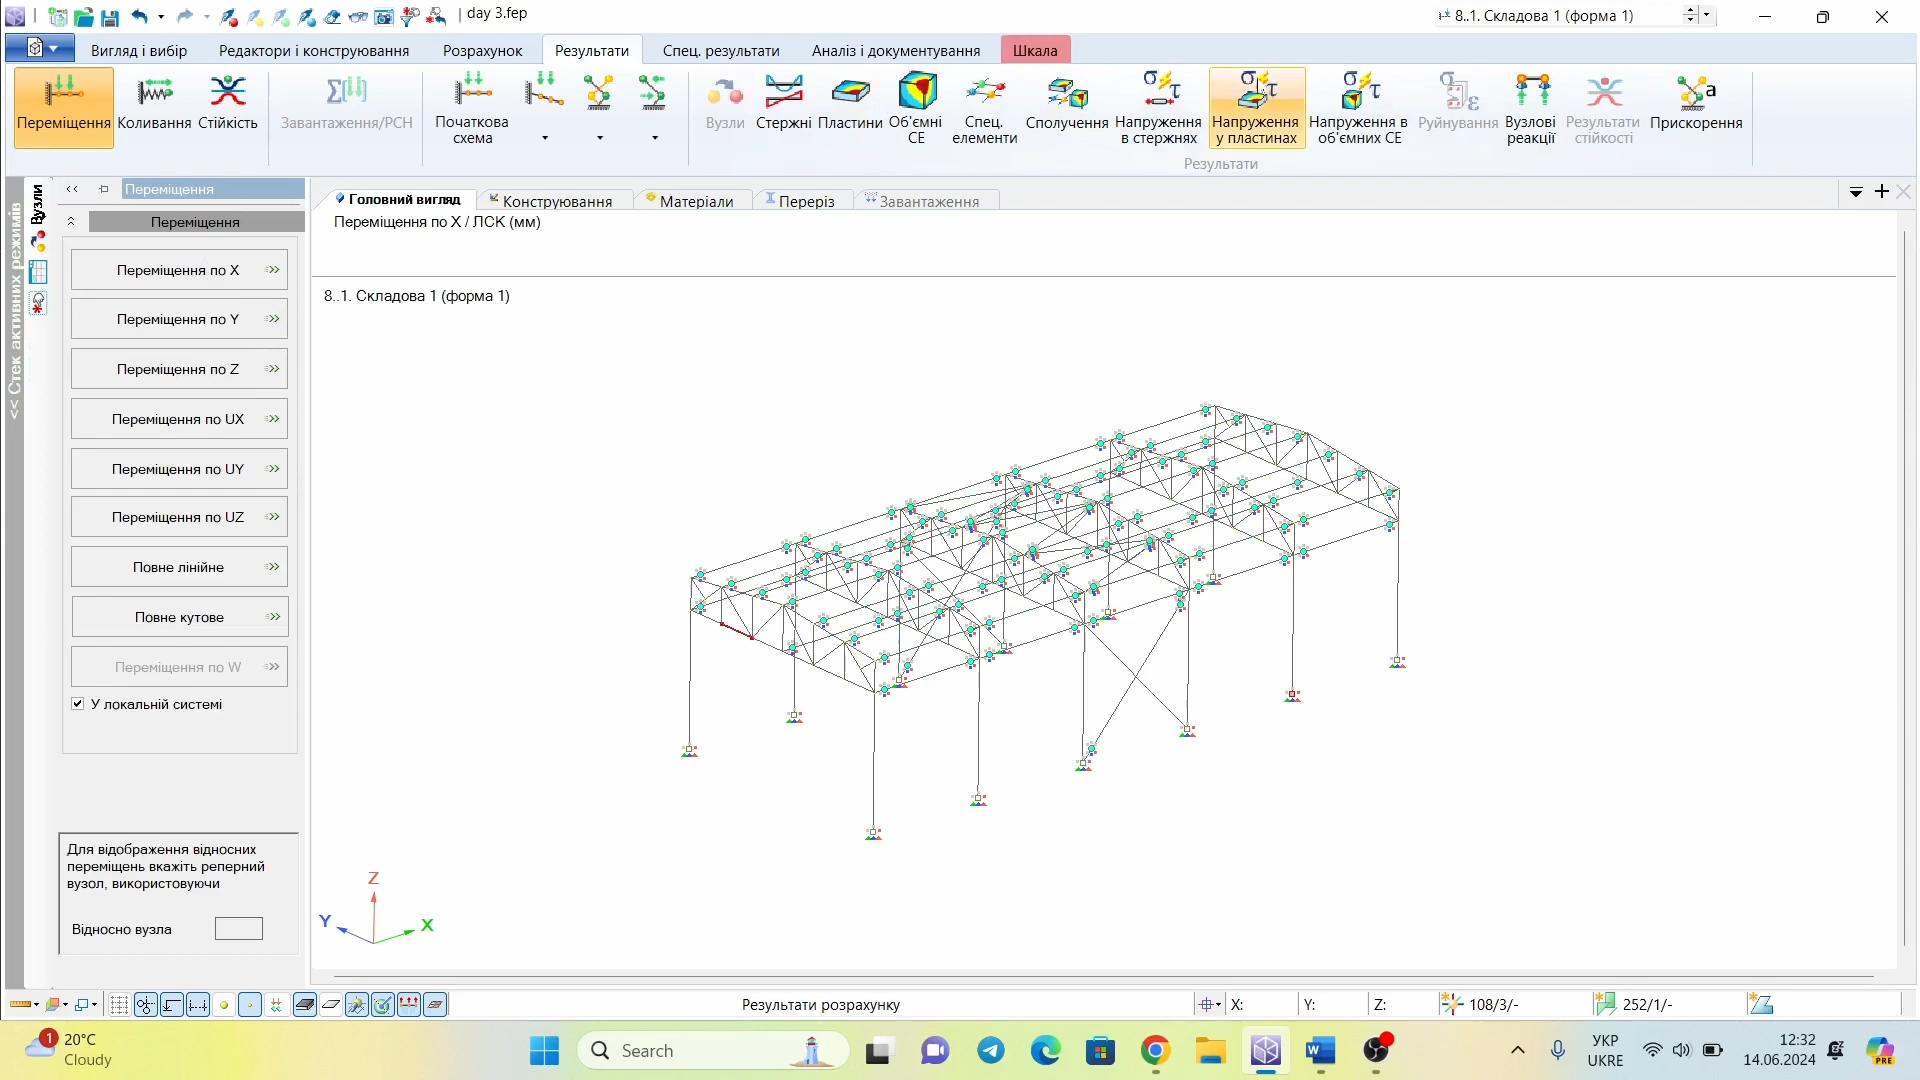 day 3.fep
8..1. Складова 1 (форма 1)
Вигляд і вибір
Редактори і конструювання
Розрахунок
Результати
Спец. результати
Аналіз і документування
Шкала
Переміщення
Коливання
Стійкість
Завантаження/РСН
Початкова
схема
Вузли
Стержні
Пластини
Об'ємні
СЕ
Спец.
елементи
Сполучення
Напруження
в стержнях
Напруження
у пластинах
Напруження в
об'ємних СЕ
Руйнування
Вузлові
реакції
Результати
стійкості
Прискорення
Результати
<< Стек активних режимів
Вузли
Переміщення
Переміщення
Переміщення по X
Переміщення по Y
Переміщення по Z
Переміщення по UX
Переміщення по UY
Переміщення по UZ
Повне лінійне
Повне кутове
Переміщення по W
У локальній системі
Для відображення відносних
переміщень вкажіть реперний
вузол, використовуючи
Відносно вузла
Головний вигляд
Конструювання
Матеріали
Переріз
Завантаження
Переміщення по X / ЛСК (мм)
8..1. Складова 1 (форма 1)
Z
Y
X
Результати розрахунку
X:
Y:
Z:
108/3/-
252/1/-
1
20°C
Cloudy
Search
УКР
UKRE
12:32
14.06.2024
PRE